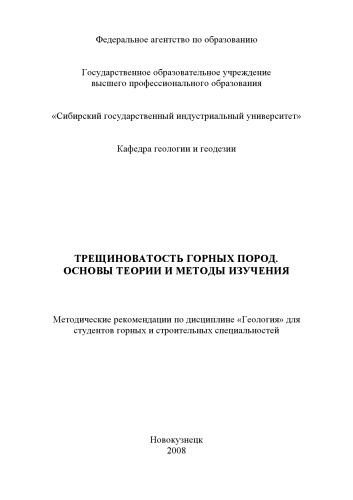 Федеральное агентство по образованию
Государственное образовательное учреждение
высшего профессионального образования
«Сибирский государственный индустриальный университет»
Кафедра геологии и геодезии
ТРЕЩИНОВАТОСТЬ ГОРНЫХ ПОРОД.
ОСНОВЫ ТЕОРИИ И МЕТОДЫ ИЗУЧЕНИЯ
Методические рекомендации по дисциплине «Геология» для
студентов горных и строительных специальностей
Новокузнецк
2008